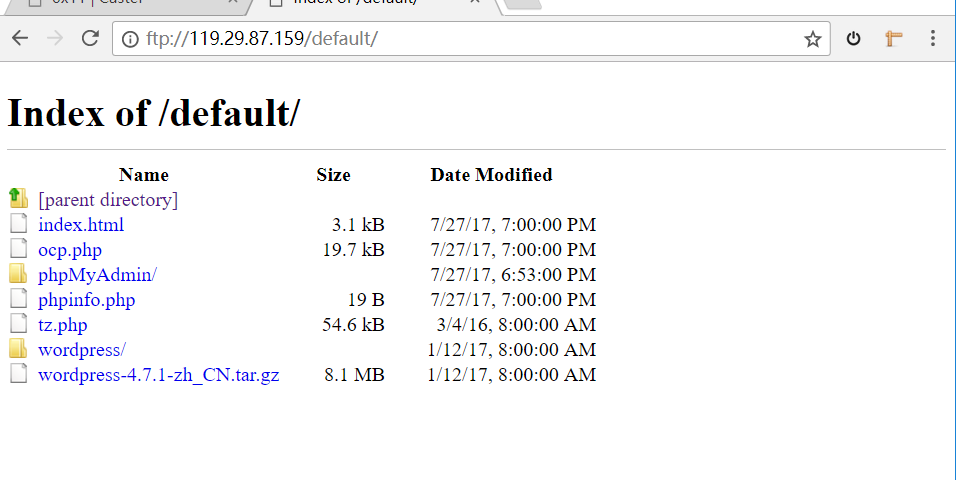 0x11 | Caster
Index of /default/
ftp://119.29.87.159/default/
Index of /default/
Name Size Date Modified
[parent directory]
index.html 3.1 kB 7/27/17, 7:00:00 PM
ocp.php 19.7 kB 7/27/17, 7:00:00 PM
phpMyAdmin/ 7/27/17, 6:53:00 PM
phpinfo.php 19 B 7/27/17, 7:00:00 PM
tz.php 54.6 kB 3/4/16, 8:00:00 AM
wordpress/ 1/12/17, 8:00:00 AM
wordpress-4.7.1-zh_CN.tar.gz 8.1 MB 1/12/17, 8:00:00 AM